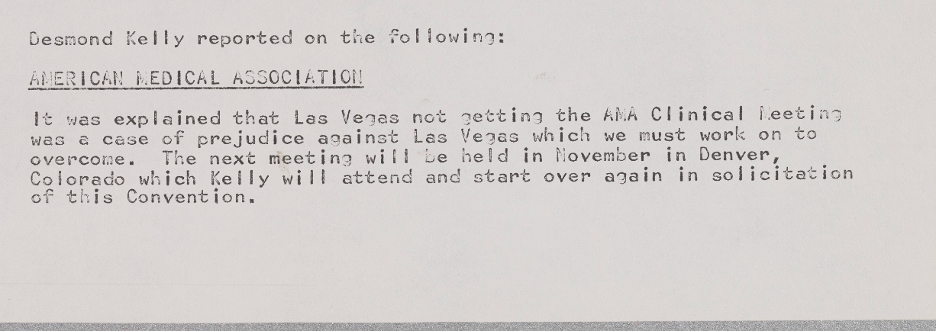 Desmond Kelly reported on the following:
AMERICAN MEDICAL ASSOCIATION
It was explained that Las Vegas not getting the AMA Clinical Meeting
was a case of prejudice against Las Vegas which we must work on to
overcome. The next meeting will be held in November in Denver,
Colorado which Kelly will attend and start over again in solicitation
of this Convention.